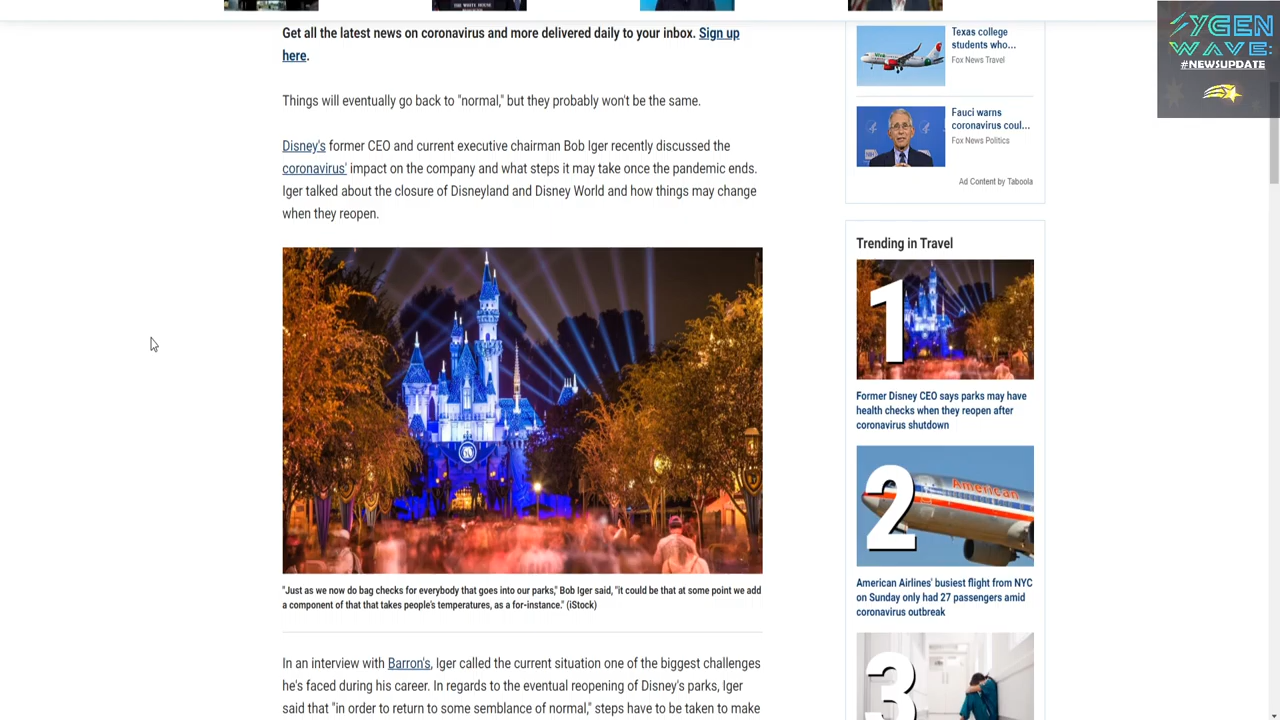 Get all the latest news on coronavirus and more delivered daily to your inbox. Sign up
here.
Things will eventually go back to "normal," but they probably won't be the same.
Disney's former CEO and current executive chairman Bob Iger recently discussed the
coronavirus' impact on the company and what steps it may take once the pandemic ends.
Iger talked about the closure of Disneyland and Disney World and how things may change
when they reopen.
"Just as we now do bag checks for everybody that goes into our parks," Bob Iger said, "it could be that at some point we add
a component of that that takes people's temperatures, as a for-instance." (iStock)
In an interview with Barron's, Iger called the current situation one of the biggest challenges
he's faced during his career. In regards to the eventual reopening of Disney's parks, Iger
said that "in order to return to some semblance of normal," steps have to be taken to make
Texas college
students who...
Fox News Travel
Fauci warns
coronavirus coul...
Fox News Politics
Ad Content by Taboola
Trending in Travel
1
Former Disney CEO says parks may have
health checks when they reopen after
coronavirus shutdown
2
American
American Airlines' busiest flight from NYC
on Sunday only had 27 passengers amid
coronavirus outbreak
3
WAVE:
#NEWSUPDATE